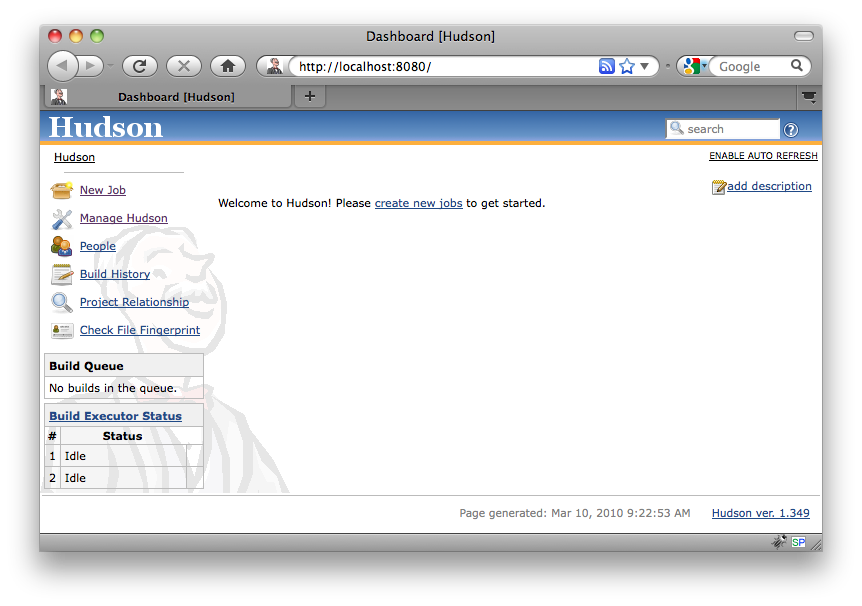 Dashboard [Hudson]
http://localhost:8080/
Google
Dashboard [Hudson]
+
Hudson
search
?
Hudson
ENABLE AUTO REFRESH
New Job
add description
Welcome to Hudson! Please create new jobs to get started.
Manage Hudson
People
Build History
Project Relationship
Check File Fingerprint
Build Queue
No builds in the queue.
Build Executor Status
# Status
1 Idle
2 Idle
Page generated: Mar 10, 2010 9:22:53 AM Hudson ver. 1.349
SP